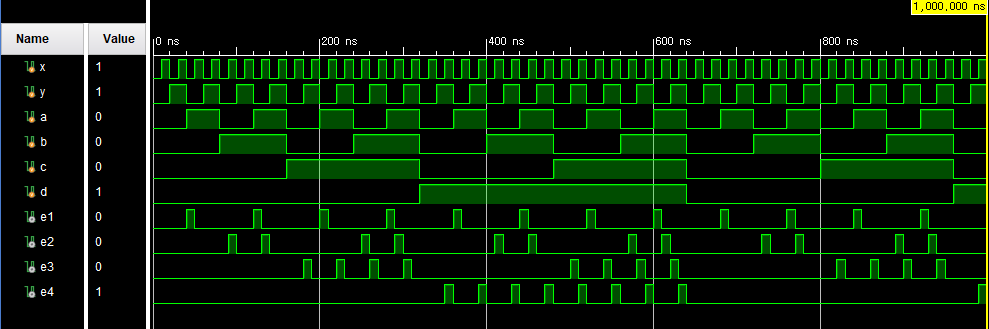 1,000,000 ns
Name Value
0 ns 200 ns 400 ns 600 ns 800 ns
x 1
y 1
a 0
b 0
c 0
d 1
e1 0
e2 0
e3 0
e4 1